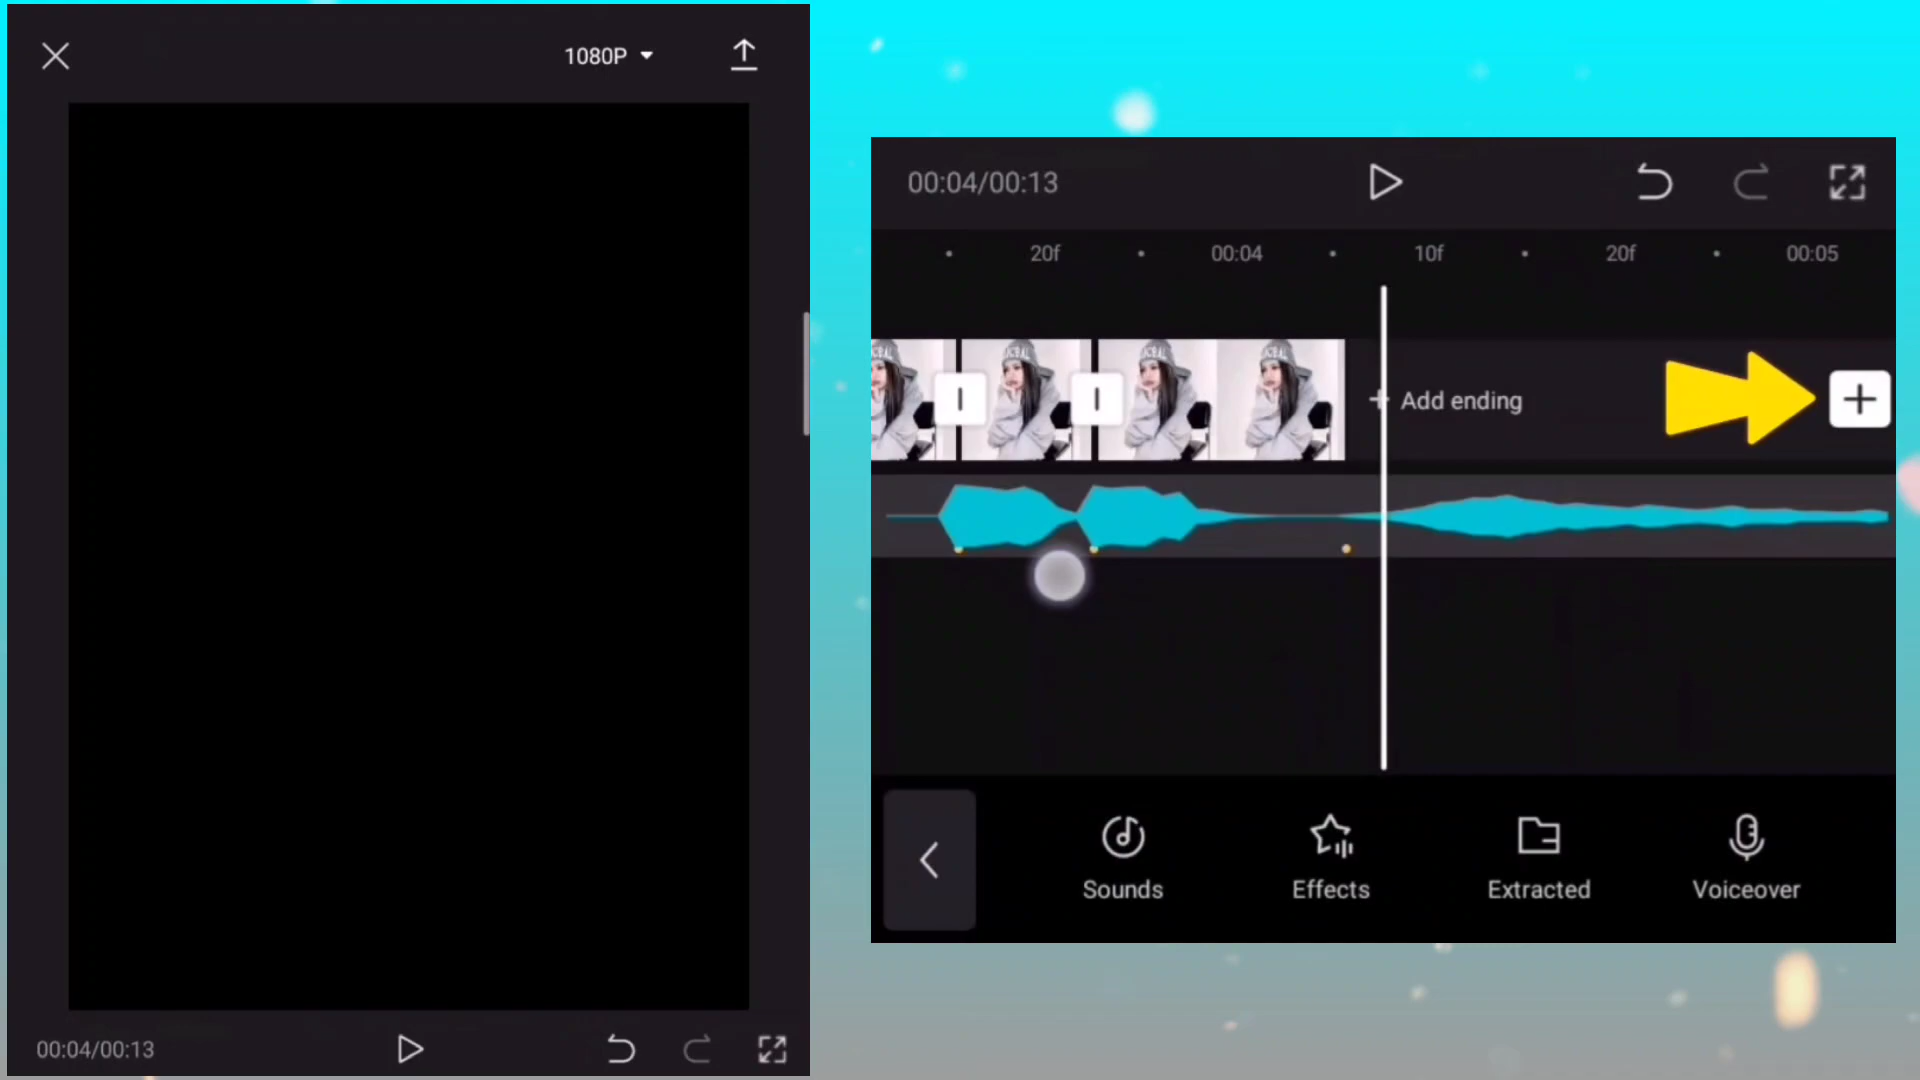 1080P
00:04/00:13
00:04/00:13
20f 00:04 10f 20f 00:05
+ Add ending
Sounds Effects Extracted Voiceover